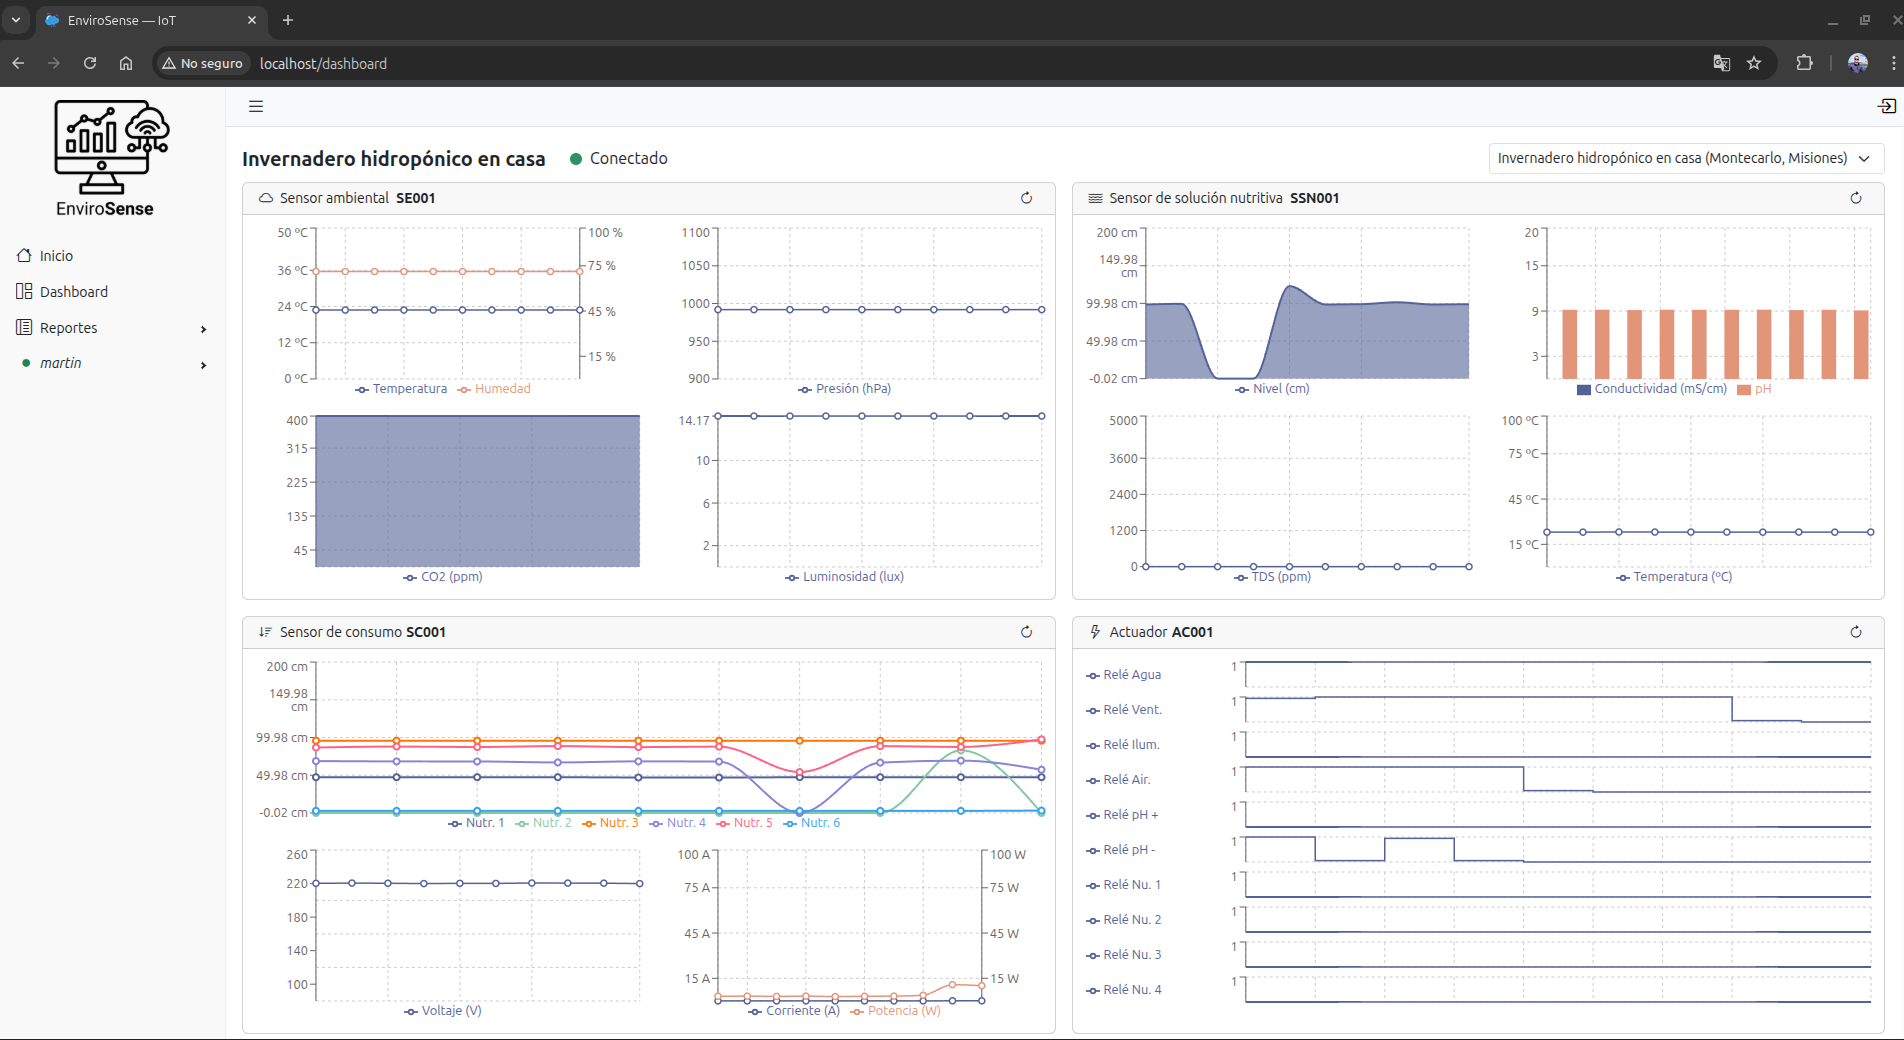 EnviroSense — IoT
No seguro
localhost/dashboard
EnviroSense
Inicio
Dashboard
Reportes
martin
Invernadero hidropónico en casa
Conectado
Invernadero hidropónico en casa (Montecarlo, Misiones)
Sensor ambiental SE001
50 ºC
36 ºC
24 ºC
12 ºC
0 ºC
100 %
75 %
45 %
15 %
Temperatura
Humedad
1100
1050
1000
950
900
Presión (hPa)
400
315
225
135
45
CO2 (ppm)
14.17
10
6
2
Luminosidad (lux)
Sensor de solución nutritiva SSN001
200 cm
149.98
cm
99.98 cm
49.98 cm
-0.02 cm
Nivel (cm)
20
15
9
3
Conductividad (mS/cm)
pH
5000
3600
2400
1200
0
TDS (ppm)
100 ºC
75 ºC
45 ºC
15 ºC
Temperatura (ºC)
Sensor de consumo SC001
200 cm
149.98
cm
99.98 cm
49.98 cm
-0.02 cm
Nutr. 1
Nutr. 2
Nutr. 3
Nutr. 4
Nutr. 5
Nutr. 6
260
220
180
140
100
Voltaje (V)
100 A
75 A
45 A
15 A
100 W
75 W
45 W
15 W
Corriente (A)
Potencia (W)
Actuador AC001
Relé Agua
1
Relé Vent.
1
Relé Ilum.
1
Relé Air.
1
Relé pH +
1
Relé pH -
1
Relé Nu. 1
1
Relé Nu. 2
1
Relé Nu. 3
1
Relé Nu. 4
1